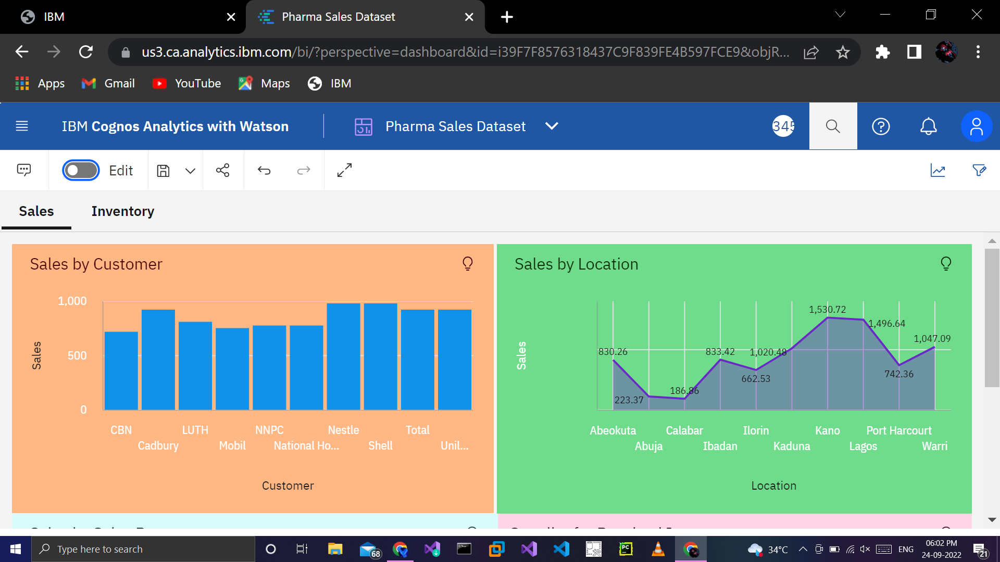 IBM
Pharma Sales Dataset
us3.ca.analytics.ibm.com/bi/?perspective=dashboard&id=i39F7F8576318437C9F839FE4B597FCE9&objR...
Apps
Gmail
YouTube
Maps
IBM
IBM Cognos Analytics with Watson
Pharma Sales Dataset
345
Edit
Sales
Inventory
Sales by Customer
1,000
500
0
Sales
CBN
Cadbury
LUTH
Mobil
NNPC
National Ho...
Nestle
Shell
Total
Unil...
Customer
Sales by Location
Sales
830.26
223.37
186.86
833.42
662.53
1,020.48
1,530.72
1,496.64
742.36
1,047.09
Abeokuta
Abuja
Calabar
Ibadan
Ilorin
Kaduna
Kano
Lagos
Port Harcourt
Warri
Location
Type here to search
68
PC
34°C
ENG
06:02 PM
24-09-2022
21